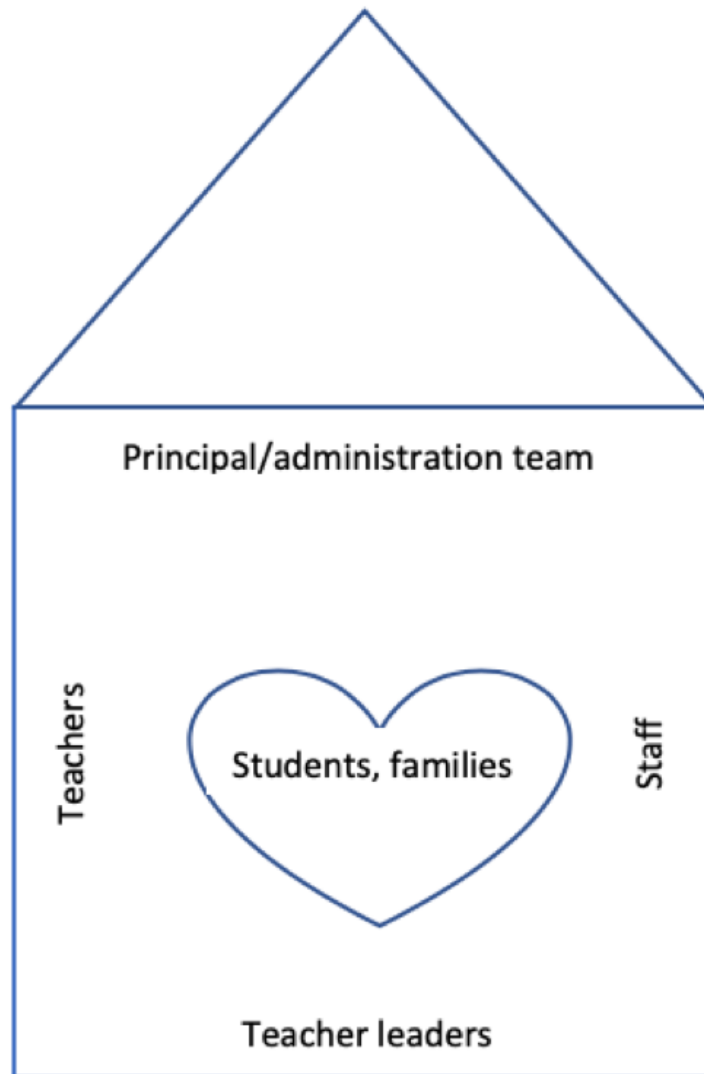 Principal/administration team
Teachers
Students, families
Staff
Teacher leaders